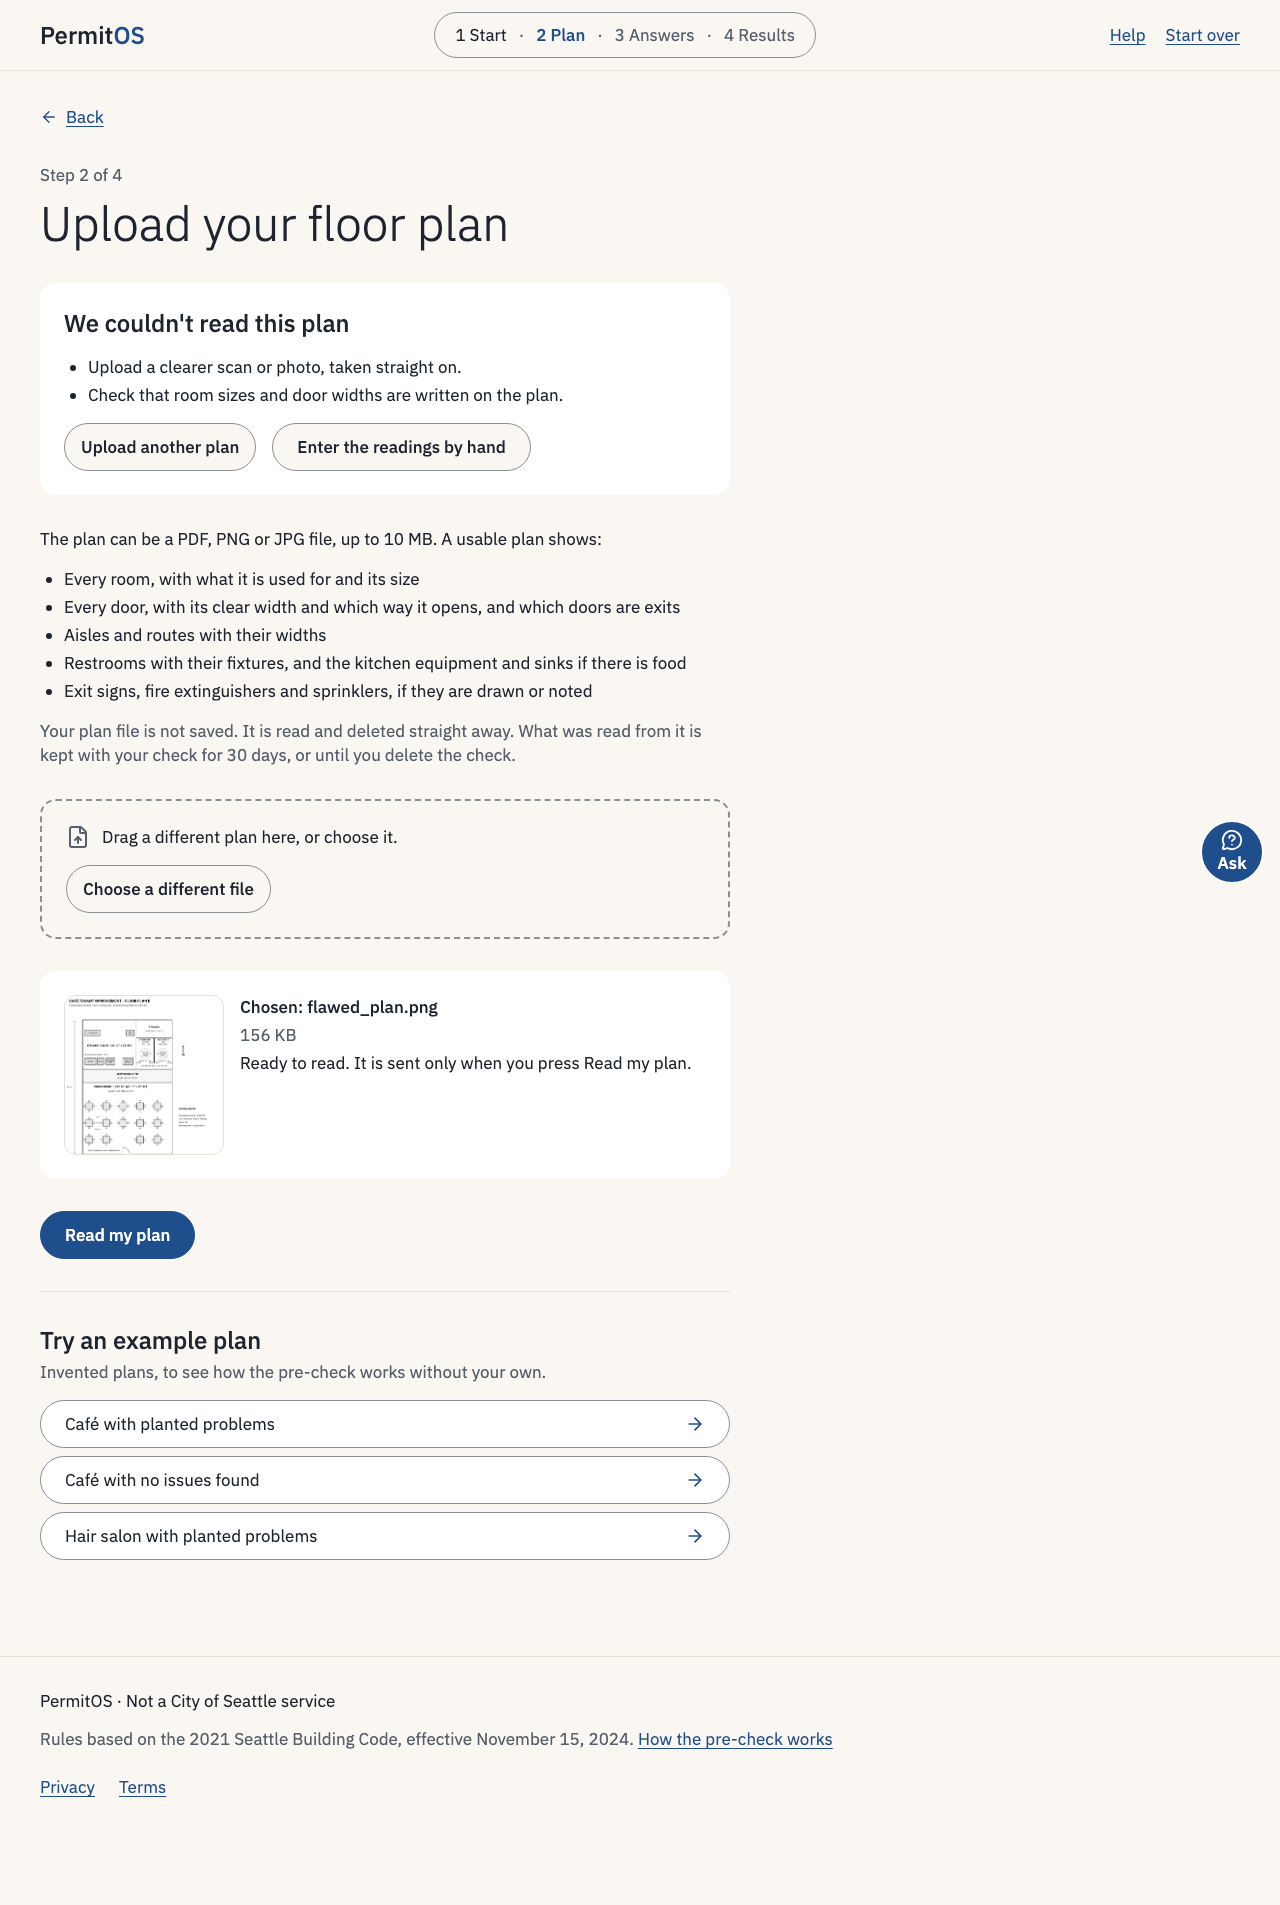 PermitOS
1 Start · 2 Plan · 3 Answers · 4 Results
Help Start over
Back
Step 2 of 4
Upload your floor plan
We couldn't read this plan
Upload a clearer scan or photo, taken straight on.
Check that room sizes and door widths are written on the plan.
Upload another plan
Enter the readings by hand
The plan can be a PDF, PNG or JPG file, up to 10 MB. A usable plan shows:
Every room, with what it is used for and its size
Every door, with its clear width and which way it opens, and which doors are exits
Aisles and routes with their widths
Restrooms with their fixtures, and the kitchen equipment and sinks if there is food
Exit signs, fire extinguishers and sprinklers, if they are drawn or noted
Your plan file is not saved. It is read and deleted straight away. What was read from it is
kept with your check for 30 days, or until you delete the check.
Drag a different plan here, or choose it.
Choose a different file
Ask
Chosen: flawed_plan.png
156 KB
Ready to read. It is sent only when you press Read my plan.
Read my plan
Try an example plan
Invented plans, to see how the pre-check works without your own.
Café with planted problems
Café with no issues found
Hair salon with planted problems
PermitOS · Not a City of Seattle service
Rules based on the 2021 Seattle Building Code, effective November 15, 2024. How the pre-check works
Privacy Terms